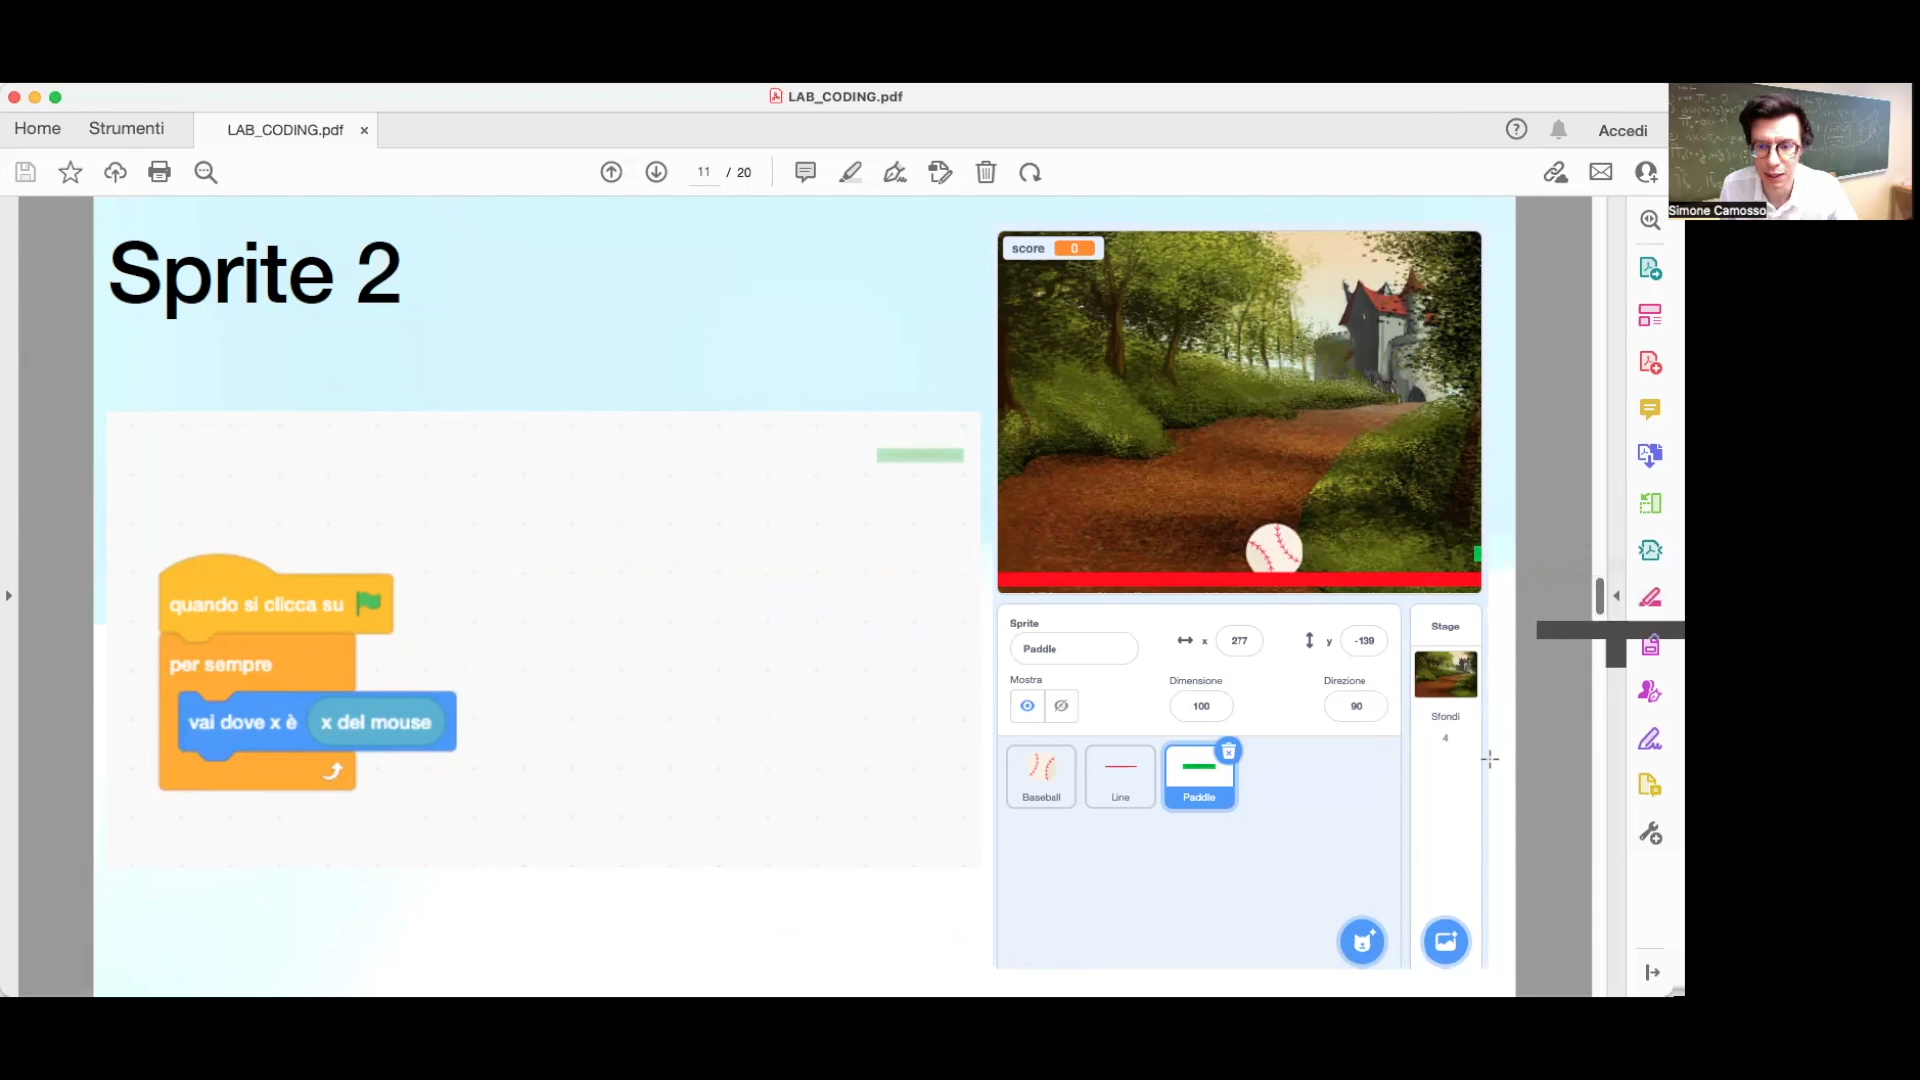 LAB_CODING.pdf
Home
Strumenti
LAB_CODING.pdf ×
Accedi
11 / 20
Simone Camosso
Sprite 2
quando si clicca su
per sempre
vai dove x è x del mouse
score 0
Sprite
Paddle
x 277
y -139
Mostra
Dimensione
100
Direzione
90
Baseball
Line
Paddle
Stage
Sfondi
4